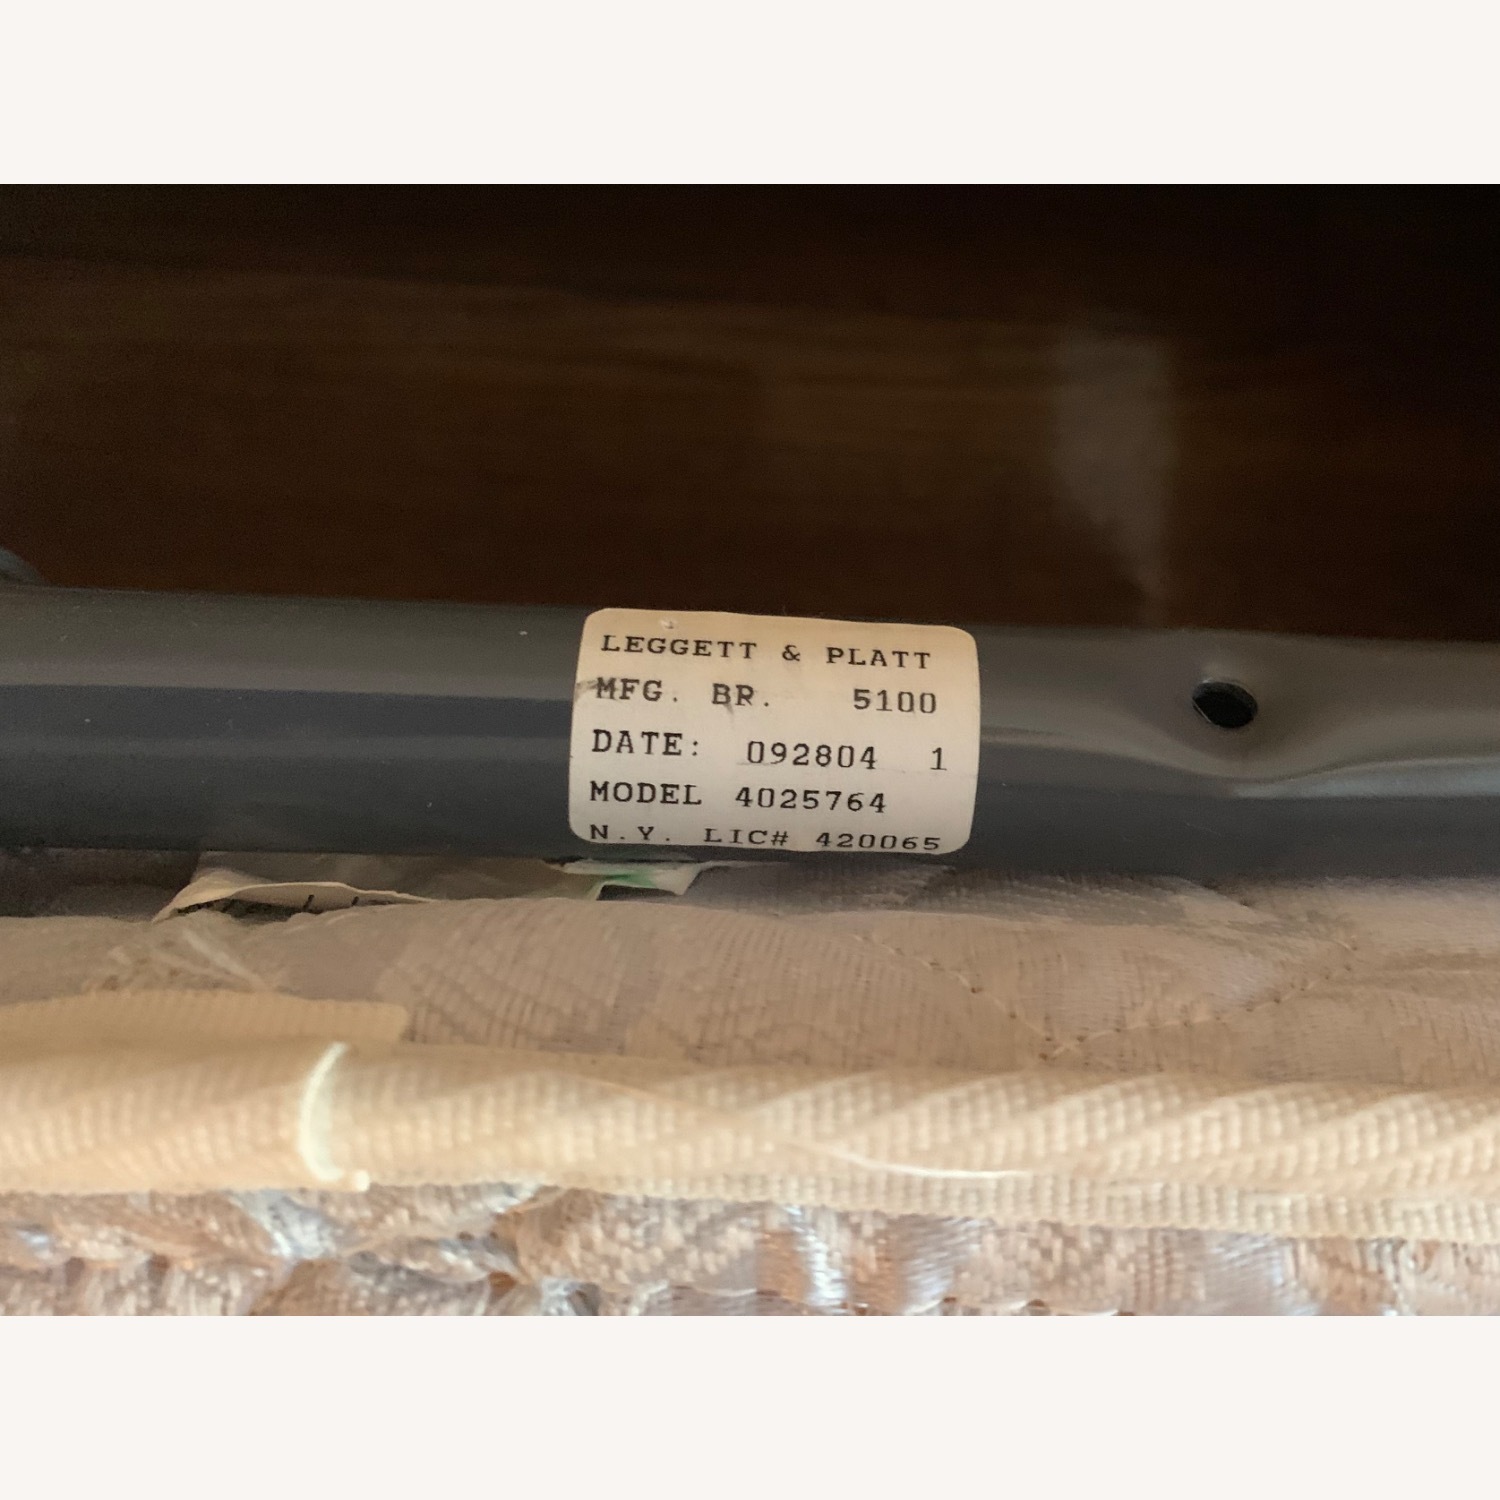 LEGGETT & PLATT
MFG. BR. 5100
DATE: 092804 1
MODEL 4025764
N.Y. LIC# 420065